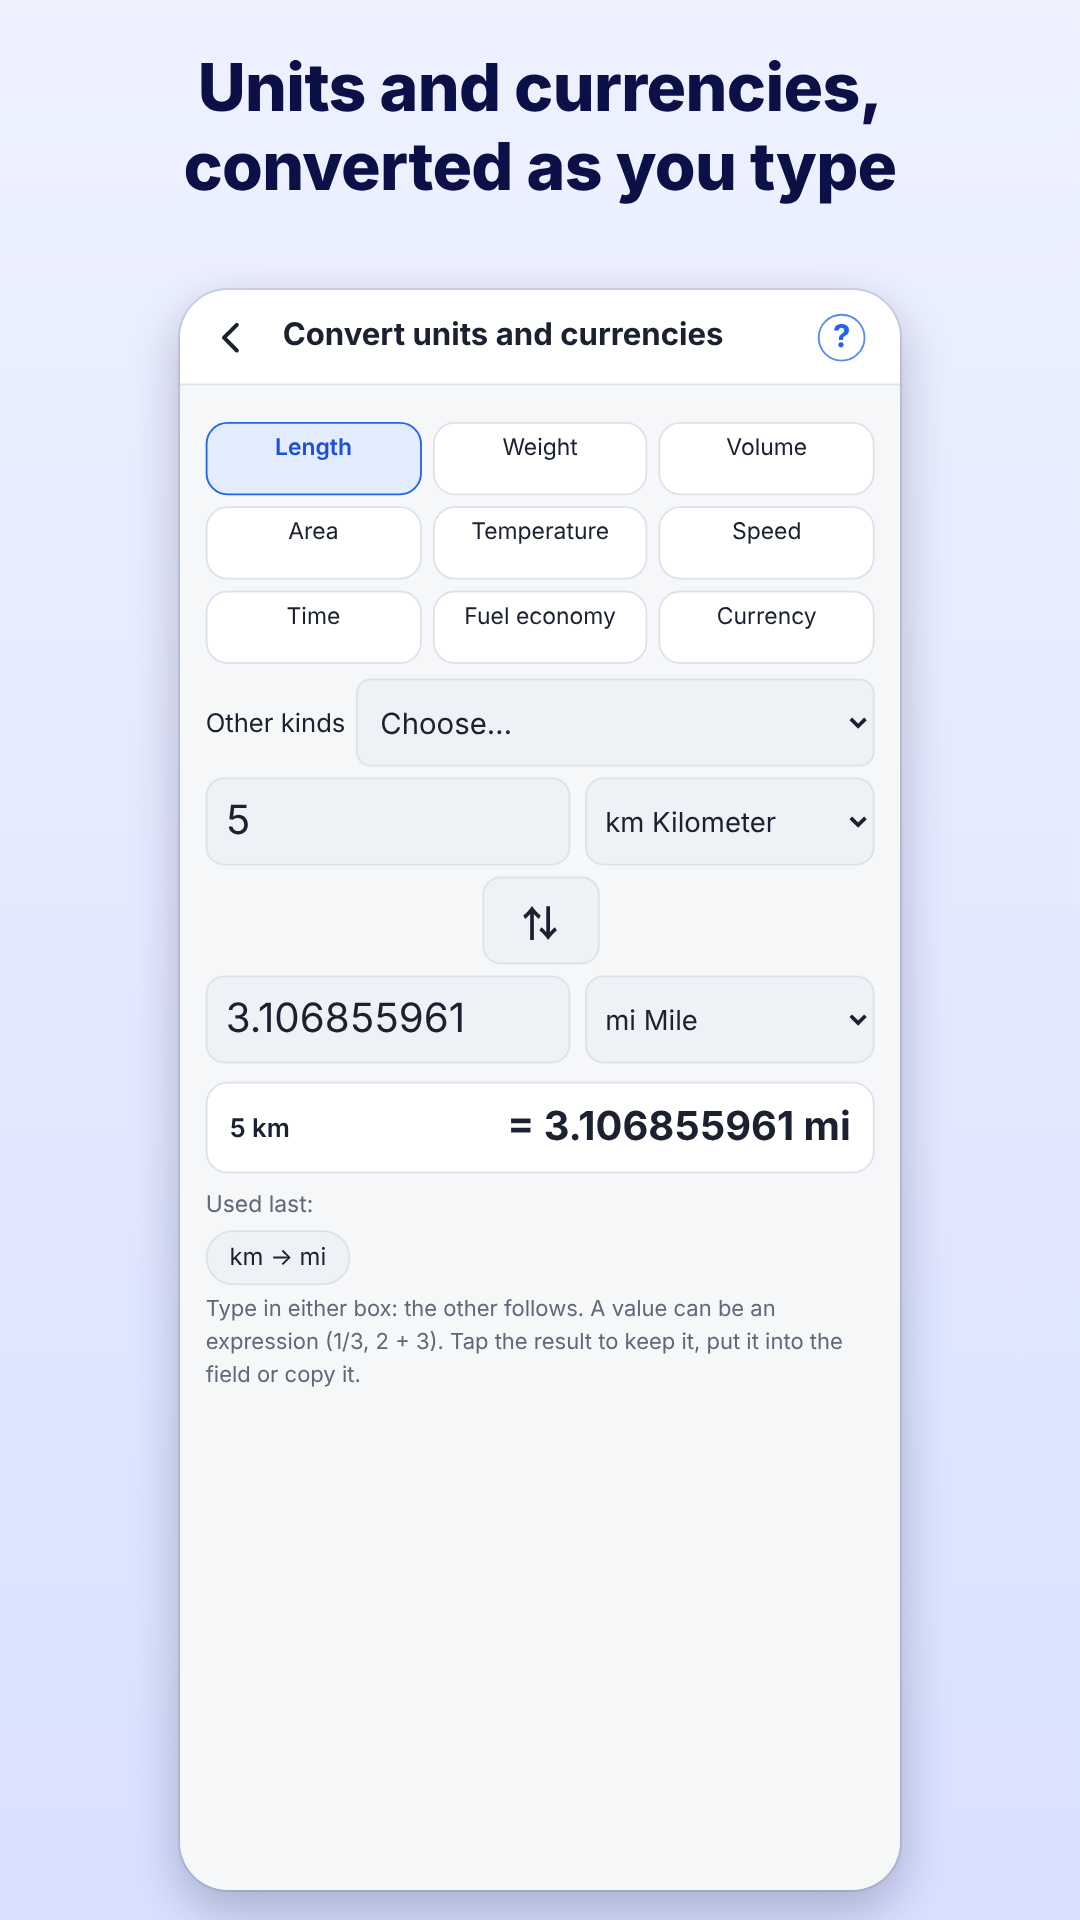 Units and currencies,
converted as you type
Convert units and currencies
?
Length
Weight
Volume
Area
Temperature
Speed
Time
Fuel economy
Currency
Other kinds
Choose...
5
km Kilometer
3.106855961
mi Mile
5 km
= 3.106855961 mi
Used last:
km → mi
Type in either box: the other follows. A value can be an
expression (1/3, 2 + 3). Tap the result to keep it, put it into the
field or copy it.